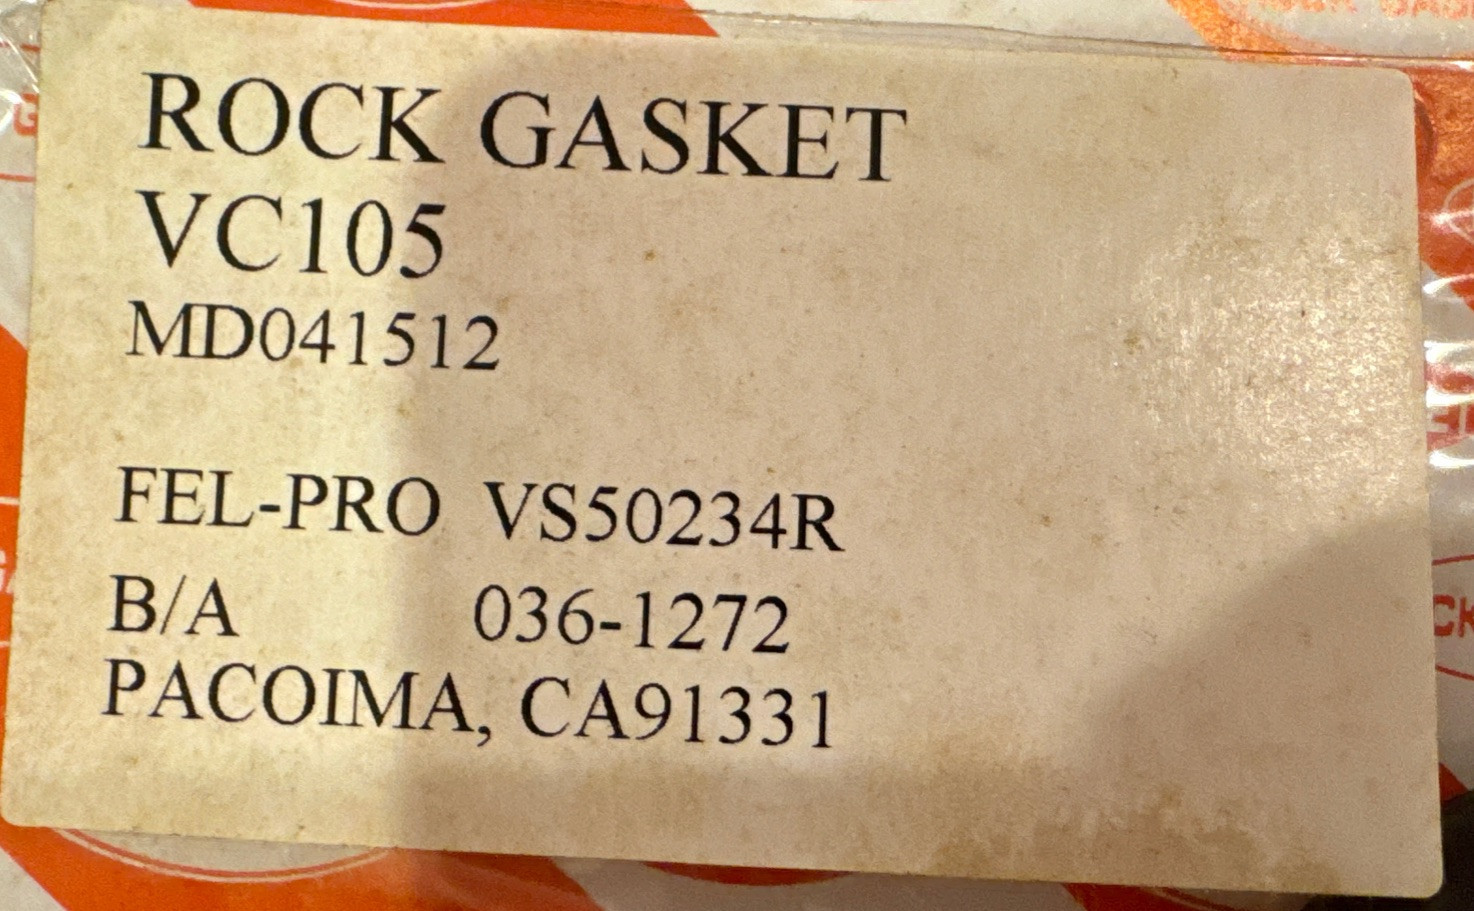 ROCK GASKET
VC105
MD041512
FEL-PRO VS50234R
B/A 036-1272
PACOIMA, CA91331